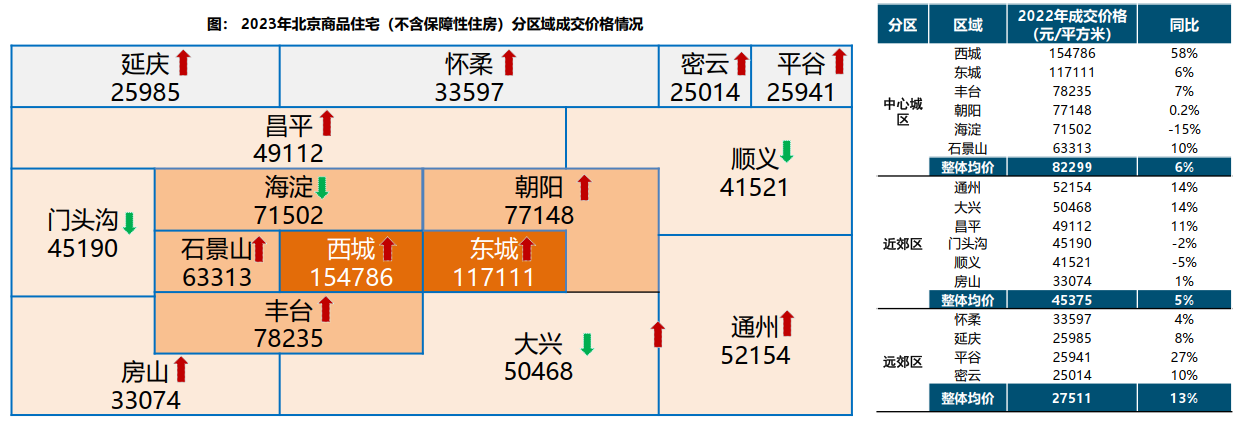 图： 2023年北京商品住宅（不含保障性住房）分区域成交价格情况
延庆
25985
怀柔
33597
密云
25014
平谷
25941
昌平
49112
顺义
41521
门头沟
45190
海淀
71502
朝阳
77148
石景山
63313
西城
154786
东城
117111
丰台
78235
大兴
50468
通州
52154
房山
33074
分区 区域 2022年成交价格（元/平方米） 同比
中心城区
西城 154786 58%
东城 117111 6%
丰台 78235 7%
朝阳 77148 0.2%
海淀 71502 -15%
石景山 63313 10%
整体均价 82299 6%
近郊区
通州 52154 14%
大兴 50468 14%
昌平 49112 11%
门头沟 45190 -2%
顺义 41521 -5%
房山 33074 1%
整体均价 45375 5%
远郊区
怀柔 33597 4%
延庆 25985 8%
平谷 25941 27%
密云 25014 10%
整体均价 27511 13%